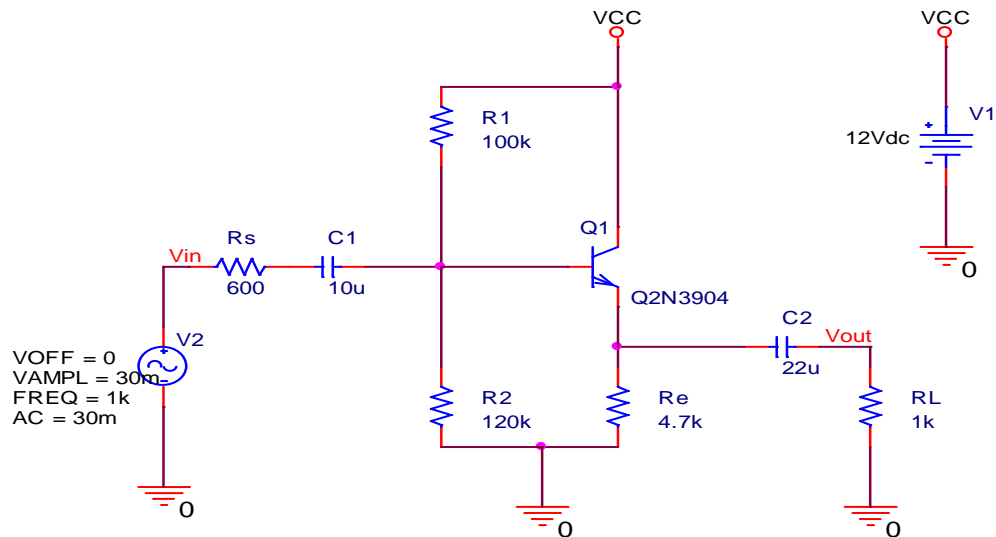 VCC
VCC
R1
100k
V1
12Vdc
Q1
Rs
C1
Vin
600
10u
Q2N3904
0
V2
C2
Vout
22u
VOFF = 0
VAMPL = 30m
FREQ = 1k
AC = 30m
R2
120k
Re
4.7k
RL
1k
0
0
0